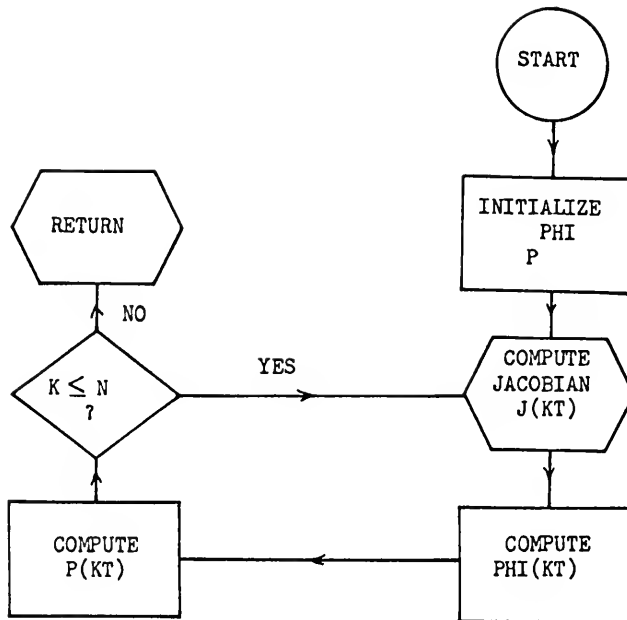 START
INITIALIZE
PHI
P
COMPUTE
JACOBIAN
J(KT)
COMPUTE
PHI(KT)
COMPUTE
P(KT)
K ≤ N
?
YES
NO
RETURN